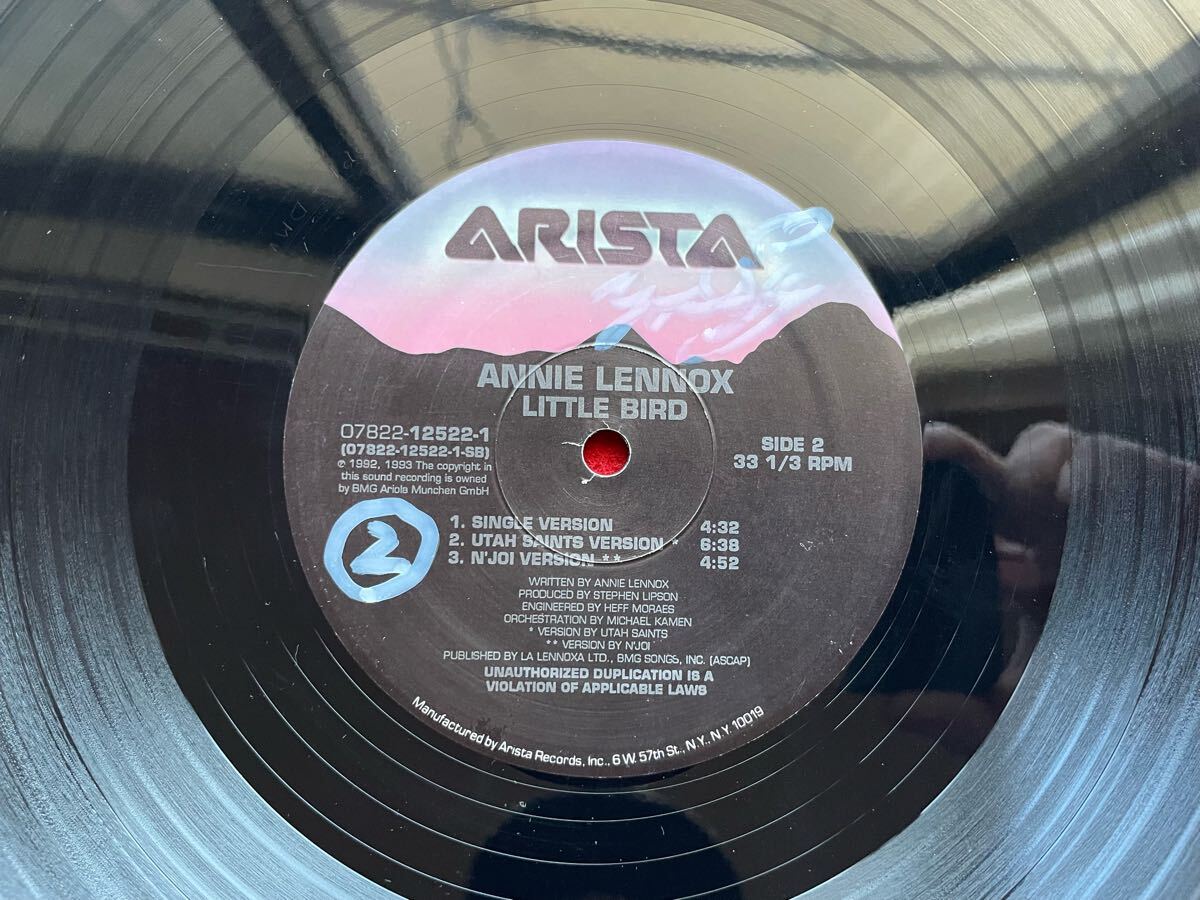 ARISTA
ANNIE LENNOX
LITTLE BIRD
07822-12522-1
(07822-12522-1-SB)
℗ 1992, 1993 The copyright in
this sound recording is owned
by BMG Ariola Munchen GmbH
SIDE 2
33 1/3 RPM
2
1. SINGLE VERSION 4:32
2. UTAH SAINTS VERSION * 6:38
3. N'JOI VERSION ** 4:52
WRITTEN BY ANNIE LENNOX
PRODUCED BY STEPHEN LIPSON
ENGINEERED BY HEFF MORAES
ORCHESTRATION BY MICHAEL KAMEN
* VERSION BY UTAH SAINTS
** VERSION BY N'JOI
PUBLISHED BY LA LENNOXA LTD., BMG SONGS, INC. (ASCAP)
UNAUTHORIZED DUPLICATION IS A
VIOLATION OF APPLICABLE LAWS
Manufactured by Arista Records, Inc., 6 W. 57th St., N.Y., N.Y. 10019